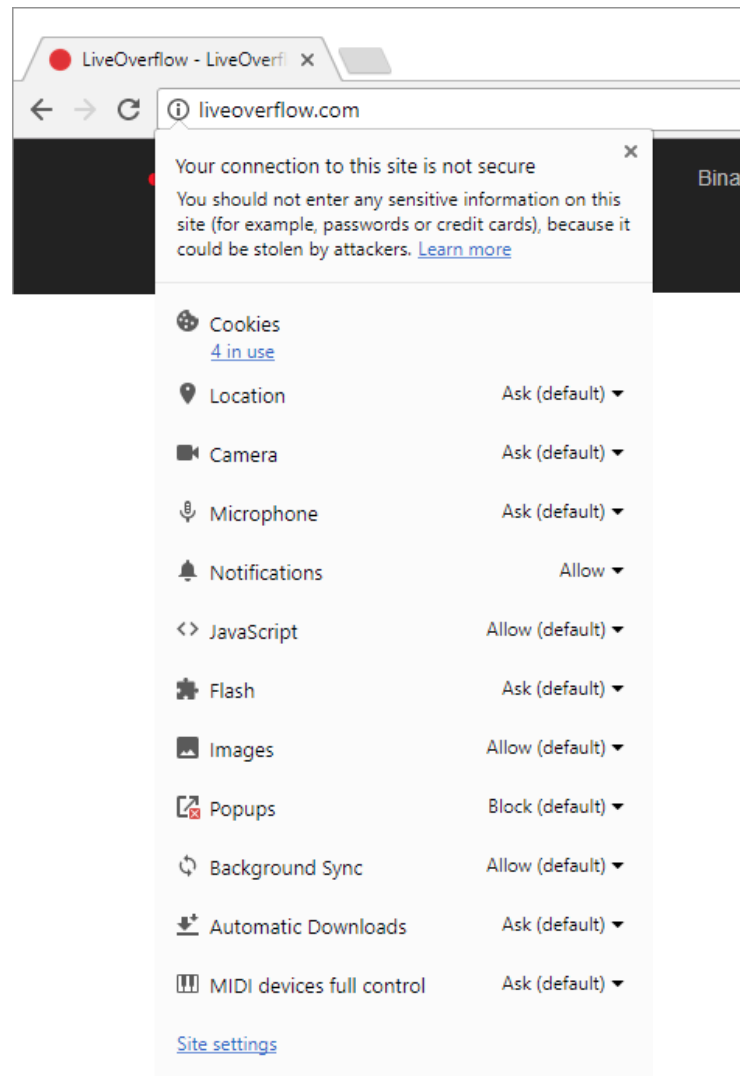 LiveOverflow - LiveOverfl
liveoverflow.com
Your connection to this site is not secure
Bina
You should not enter any sensitive information on this
site (for example, passwords or credit cards), because it
could be stolen by attackers. Learn more
Cookies
4 in use
Location Ask (default)
Camera Ask (default)
Microphone Ask (default)
Notifications Allow
JavaScript Allow (default)
Flash Ask (default)
Images Allow (default)
Popups Block (default)
Background Sync Allow (default)
Automatic Downloads Ask (default)
MIDI devices full control Ask (default)
Site settings